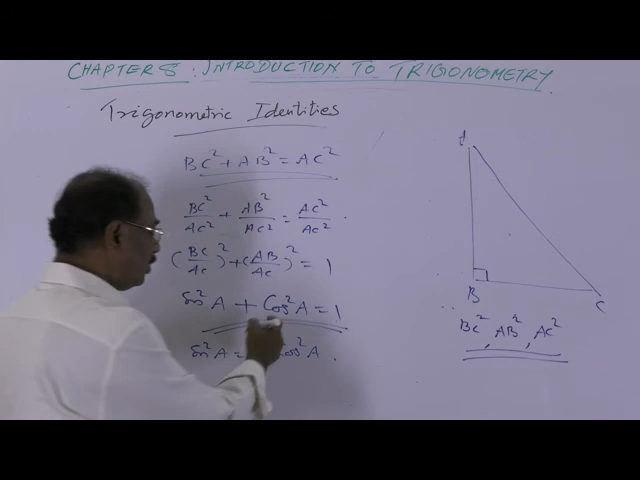 CHAPTER 8 : INTRODUCTION TO TRIGONOMETRY
Trigonometric Identities
BC² + AB² = AC²
BC²/AC² + AB²/AC² = AC²/AC²
(BC/AC)² + (AB/AC)² = 1
Sin²A + Cos²A = 1
Sin²A = Cos²A
A
B
C
BC², AB², AC²